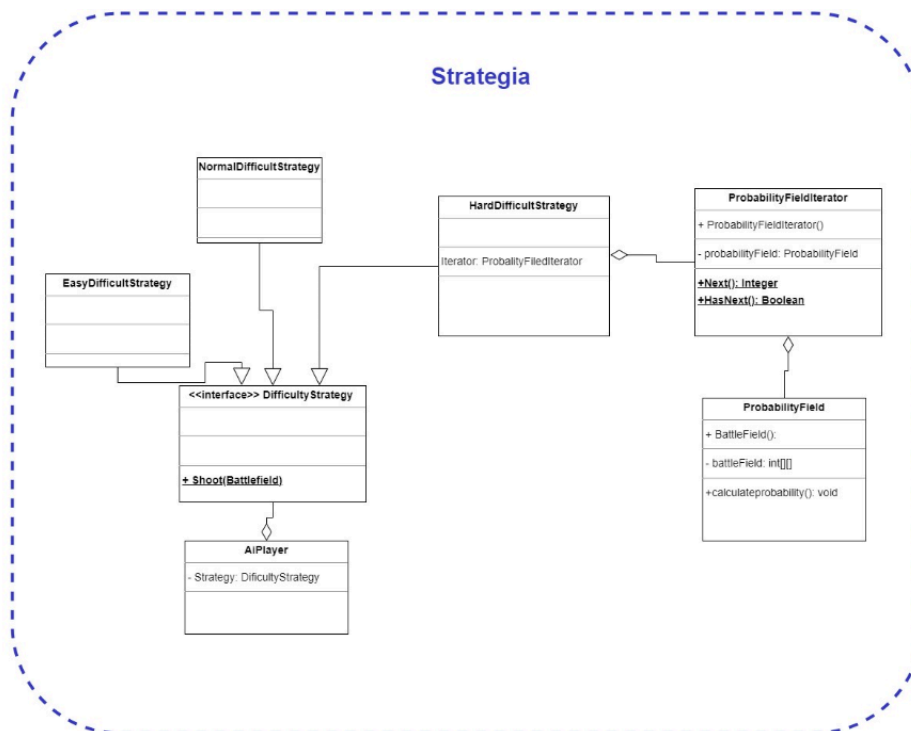 Strategia
NormalDifficultStrategy
HardDifficultStrategy
Iterator: ProbalityFiledIterator
ProbabilityFieldIterator
+ ProbabilityFieldIterator()
- probabilityField: ProbabilityField
+Next(): Integer
+HasNext(): Boolean
EasyDifficultStrategy
<<interface>> DifficultyStrategy
+ Shoot(Battlefield)
ProbabilityField
+ BattleField():
- battleField: int[][]
+calculateprobability(): void
AiPlayer
- Strategy: DificultyStrategy